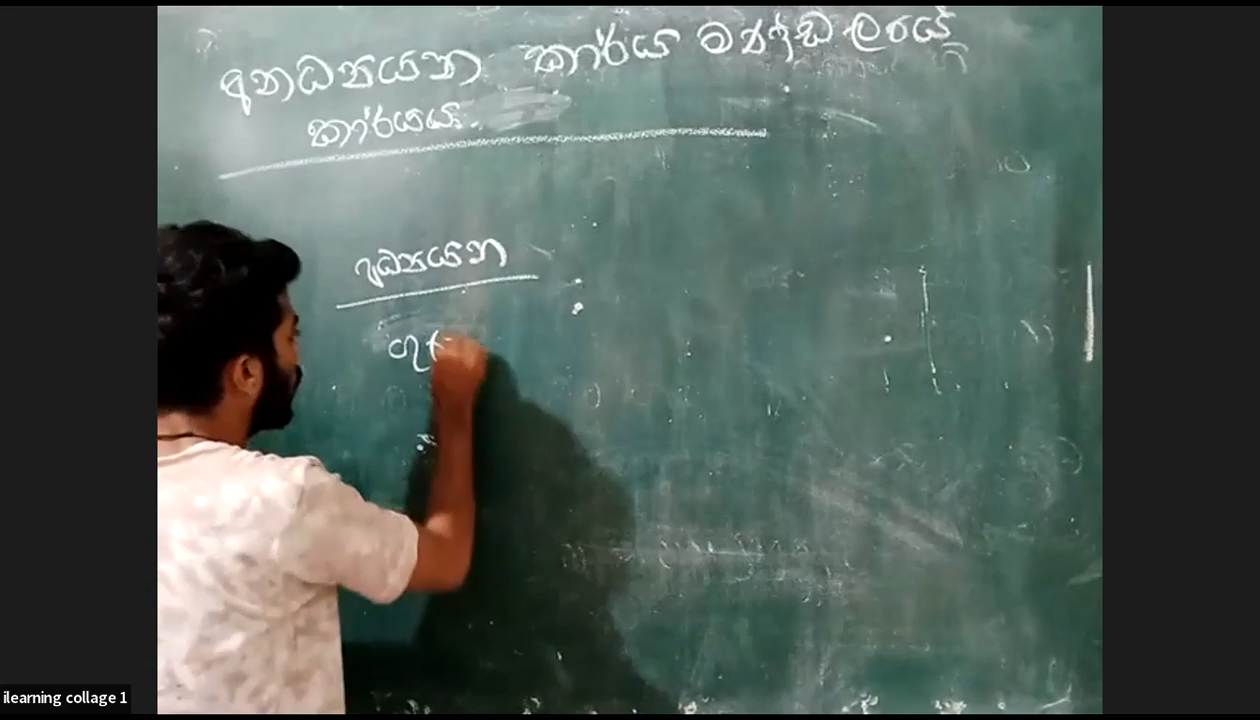 අනධ්‍යයන කාර්ය මණ්ඩලයේ
කාර්යය.
අධ්‍යයන
ගු
ilearning collage 1